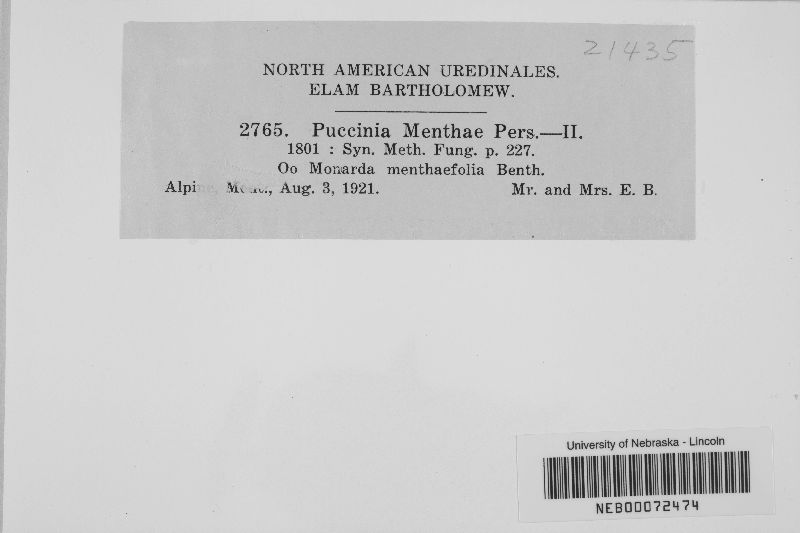 21435
NORTH AMERICAN UREDINALES.
ELAM BARTHOLOMEW.
2765. Puccinia Menthae Pers.—II.
1801 : Syn. Meth. Fung. p. 227.
Oo Monarda menthaefolia Benth.
Aug. 3, 1921. Mr. and Mrs. E. B.
University of Nebraska - Lincoln
NEB00072474